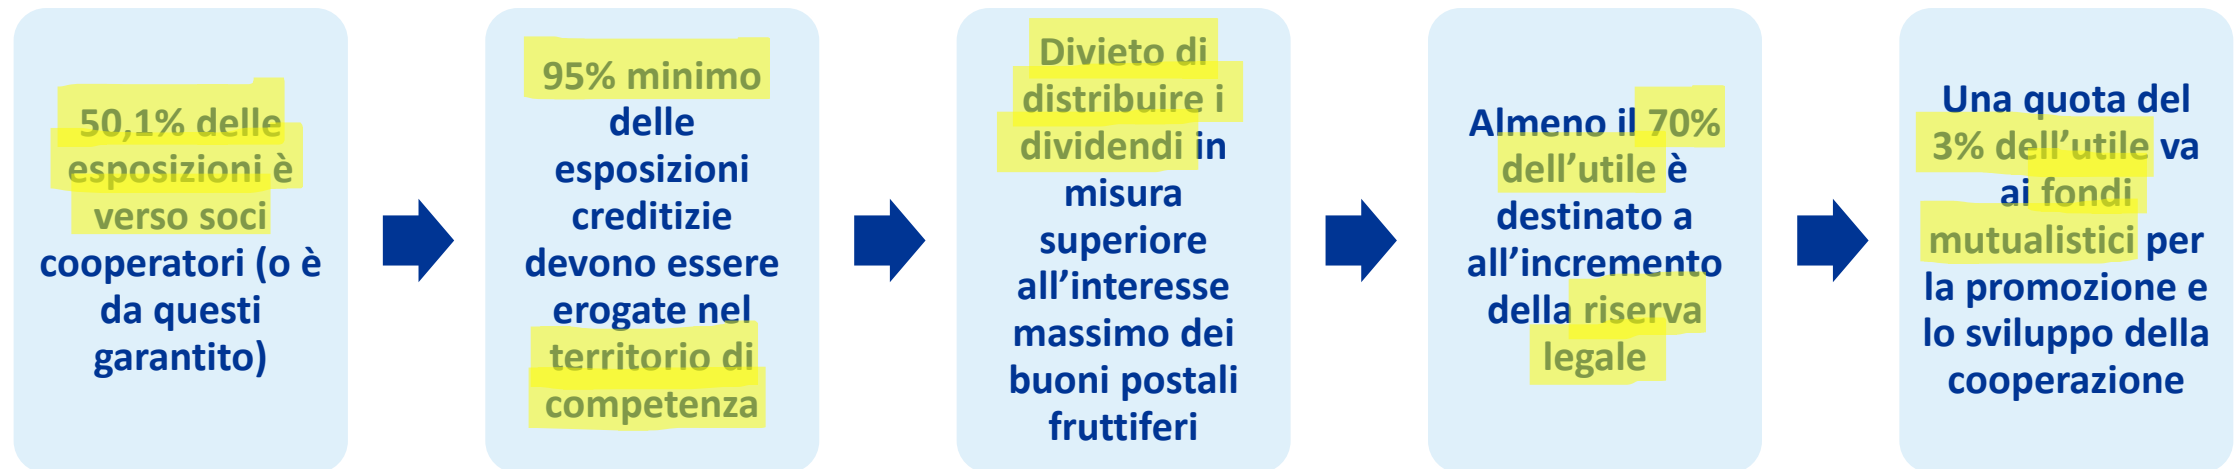 50,1% delle
esposizioni è
verso soci
cooperatori (o è
da questi
garantito)
95% minimo
delle
esposizioni
creditizie
devono essere
erogate nel
territorio di
competenza
Divieto di
distribuire i
dividendi in
misura
superiore
all’interesse
massimo dei
buoni postali
fruttiferi
Almeno il 70%
dell’utile è
destinato a
all’incremento
della riserva
legale
Una quota del
3% dell’utile va
ai fondi
mutualistici per
la promozione e
lo sviluppo della
cooperazione